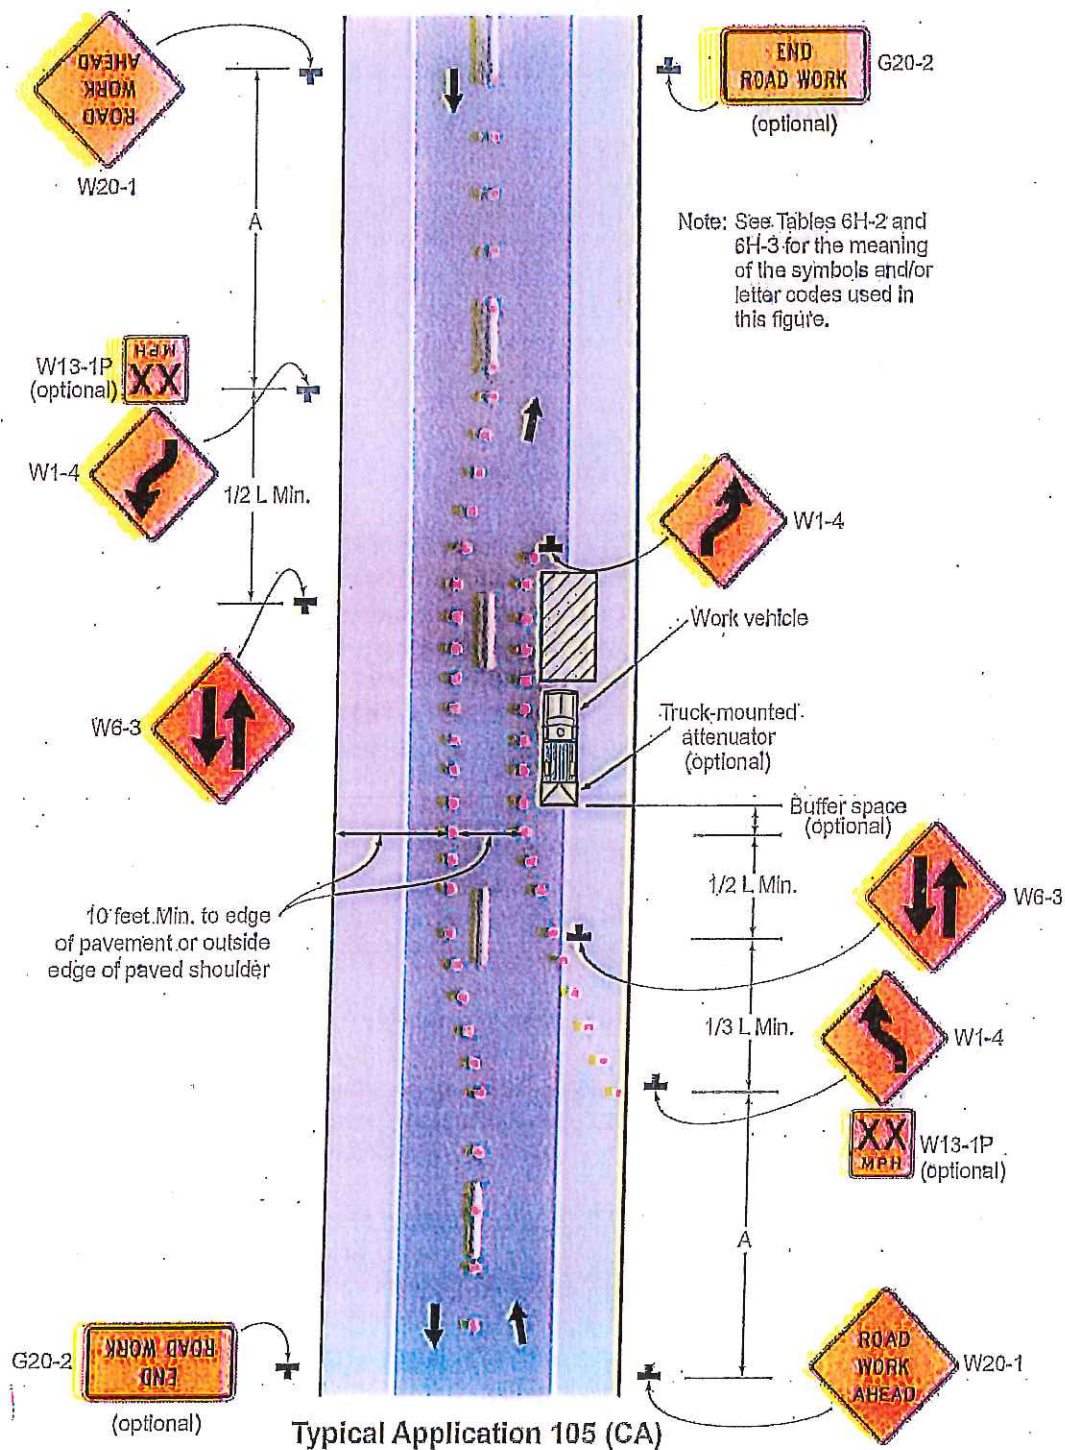 END
ROAD WORK
G20-2
(optional)
ROAD
WORK
AHEAD
W20-1
A
Note: See Tables 6H-2 and
6H-3 for the meaning
of the symbols and/or
letter codes used in
this figure.
W13-1P
(optional)
XX
MPH
W1-4
1/2 L Min.
W1-4
Work vehicle
W6-3
Truck-mounted
attenuator
(optional)
Buffer space
(optional)
1/2 L Min.
W6-3
10 feet Min. to edge
of pavement or outside
edge of paved shoulder
1/3 L Min.
W1-4
XX
MPH
W13-1P
(optional)
A
ROAD
WORK
AHEAD
W20-1
G20-2
END
ROAD WORK
(optional)
Typical Application 105 (CA)